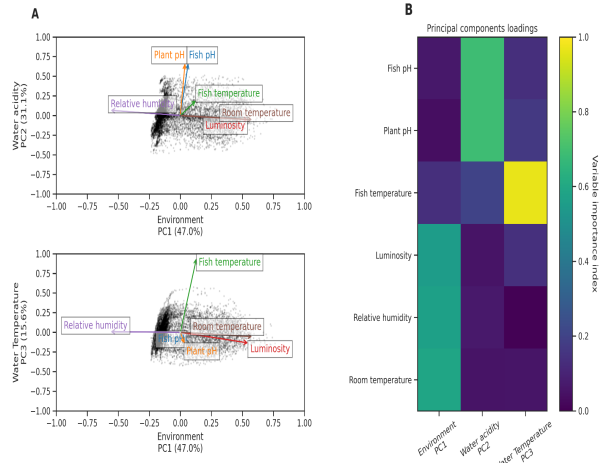 A
1.00
0.75
0.50
0.25
0.00
−0.25
−0.50
−0.75
−1.00
Water acidity
PC2 (31.1%)
Plant pH
Fish pH
Fish temperature
Relative humidity
Room temperature
Luminosity
−1.00 −0.75 −0.50 −0.25 0.00 0.25 0.50 0.75 1.00
Environment
PC1 (47.0%)
1.00
0.75
0.50
0.25
0.00
−0.25
−0.50
−0.75
−1.00
Water Temperature
PC3 (15.6%)
Fish temperature
Relative humidity
Room temperature
Fish pH
Plant pH
Luminosity
−1.00 −0.75 −0.50 −0.25 0.00 0.25 0.50 0.75 1.00
Environment
PC1 (47.0%)
B
Principal components loadings
Fish pH
Plant pH
Fish temperature
Luminosity
Relative humidity
Room temperature
Environment
PC1
Water acidity
PC2
Water Temperature
PC3
1.0
0.8
0.6
0.4
0.2
0.0
Variable importance index